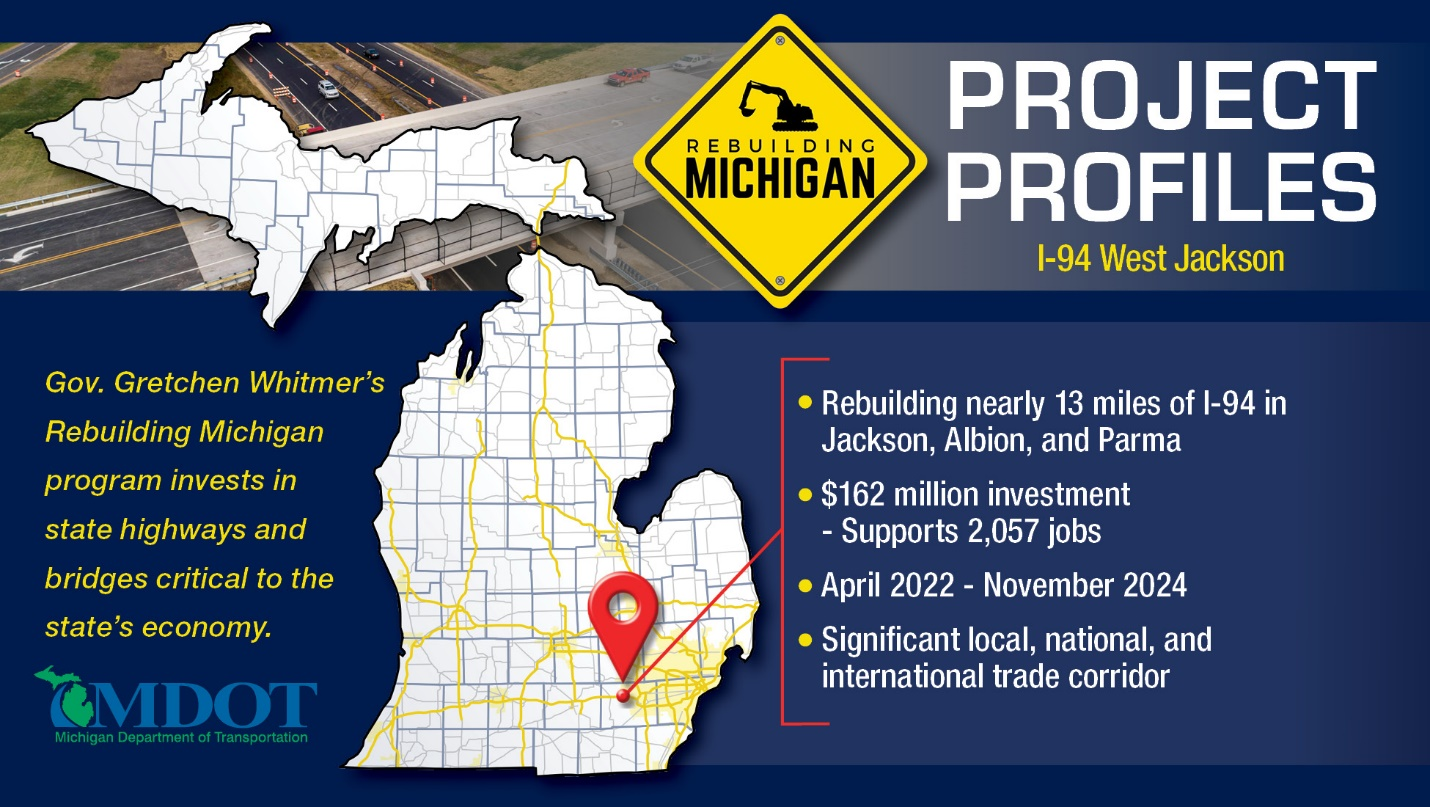 REBUILDING
MICHIGAN
PROJECT
PROFILES
I-94 West Jackson
Gov. Gretchen Whitmer's
Rebuilding Michigan
program invests in
state highways and
bridges critical to the
state's economy.
MDOT
Michigan Department of Transportation
• Rebuilding nearly 13 miles of I-94 in
Jackson, Albion, and Parma
• $162 million investment
- Supports 2,057 jobs
• April 2022 - November 2024
• Significant local, national, and
international trade corridor